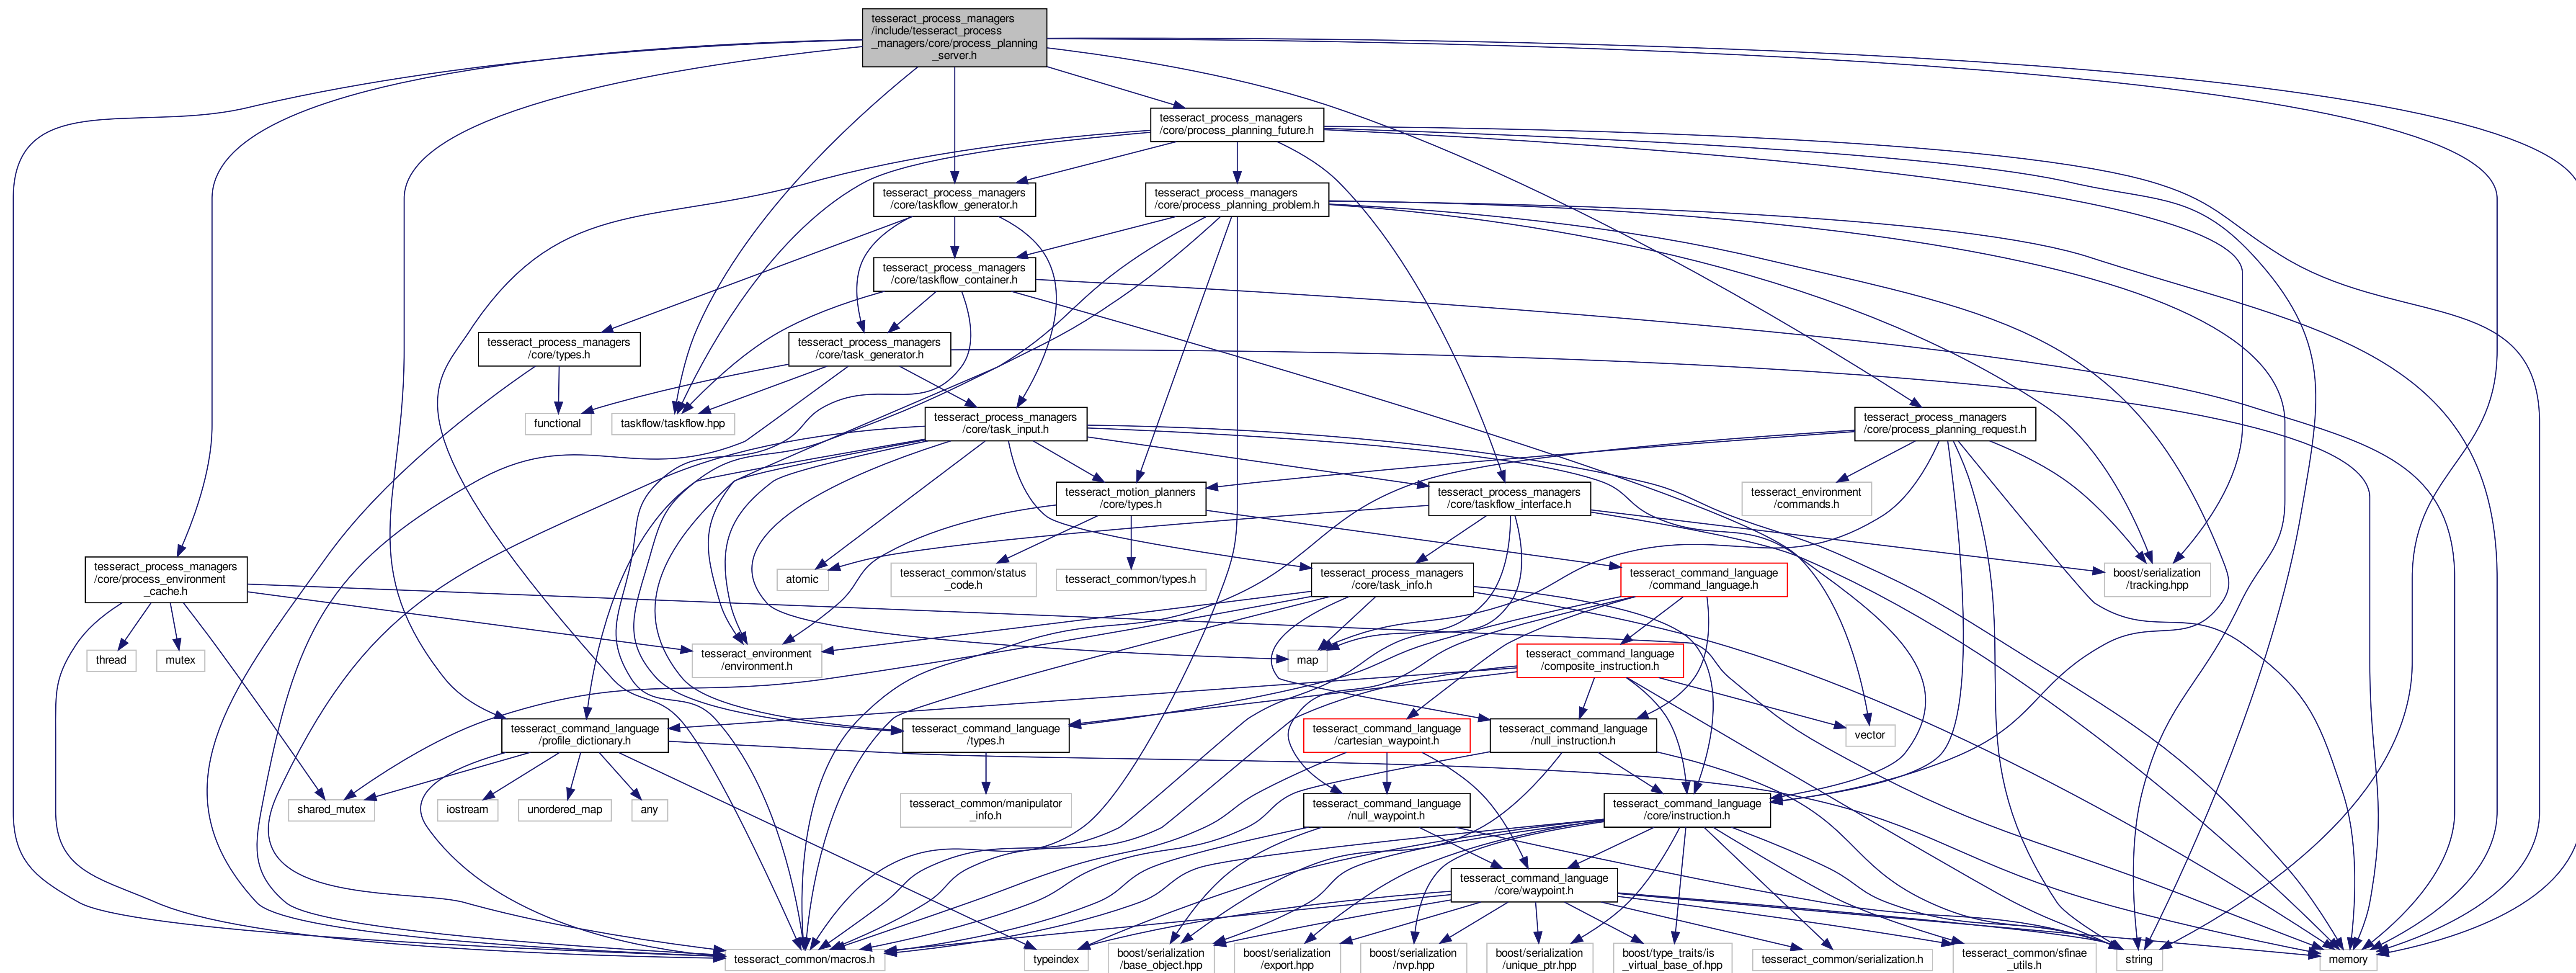 tesseract_process_managers
/include/tesseract_process
_managers/core/process_planning
_server.h
tesseract_process_managers
/core/process_planning_future.h
tesseract_process_managers
/core/taskflow_generator.h
tesseract_process_managers
/core/process_planning_problem.h
tesseract_process_managers
/core/taskflow_container.h
tesseract_process_managers
/core/types.h
tesseract_process_managers
/core/task_generator.h
functional
taskflow/taskflow.hpp
tesseract_process_managers
/core/task_input.h
tesseract_process_managers
/core/process_planning_request.h
tesseract_motion_planners
/core/types.h
tesseract_process_managers
/core/taskflow_interface.h
tesseract_environment
/commands.h
tesseract_process_managers
/core/process_environment
_cache.h
atomic
tesseract_common/status
_code.h
tesseract_common/types.h
tesseract_process_managers
/core/task_info.h
tesseract_command_language
/command_language.h
boost/serialization
/tracking.hpp
thread
mutex
tesseract_environment
/environment.h
map
tesseract_command_language
/composite_instruction.h
tesseract_command_language
/profile_dictionary.h
tesseract_command_language
/types.h
tesseract_command_language
/cartesian_waypoint.h
tesseract_command_language
/null_instruction.h
vector
shared_mutex
iostream
unordered_map
any
tesseract_common/manipulator
_info.h
tesseract_command_language
/null_waypoint.h
tesseract_command_language
/core/instruction.h
tesseract_command_language
/core/waypoint.h
tesseract_common/macros.h
typeindex
boost/serialization
/base_object.hpp
boost/serialization
/export.hpp
boost/serialization
/nvp.hpp
boost/serialization
/unique_ptr.hpp
boost/type_traits/is
_virtual_base_of.hpp
tesseract_common/serialization.h
tesseract_common/sfinae
_utils.h
string
memory